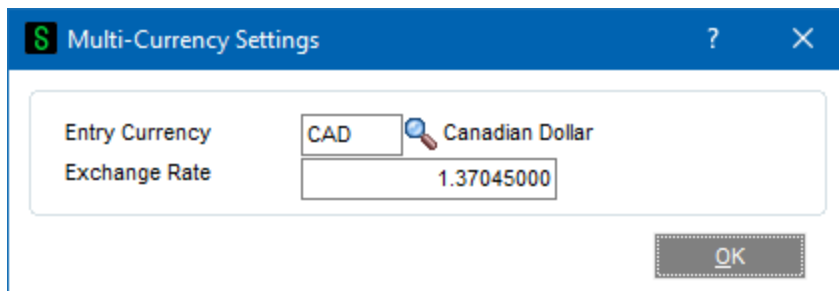 S Multi-Currency Settings ? ×
Entry Currency CAD Canadian Dollar
Exchange Rate 1.37045000
OK